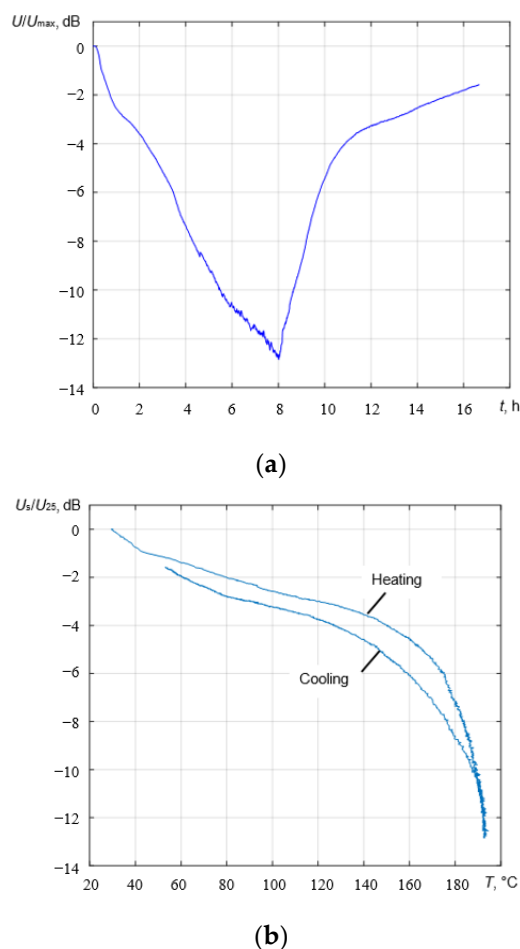 U/Umax, dB
0
−2
−4
−6
−8
−10
−12
−14
0 2 4 6 8 10 12 14 16 t, h
(a)
Us/U25, dB
0
−2
−4
−6
−8
−10
−12
−14
Heating
Cooling
20 40 60 80 100 120 140 160 180 T, °C
(b)